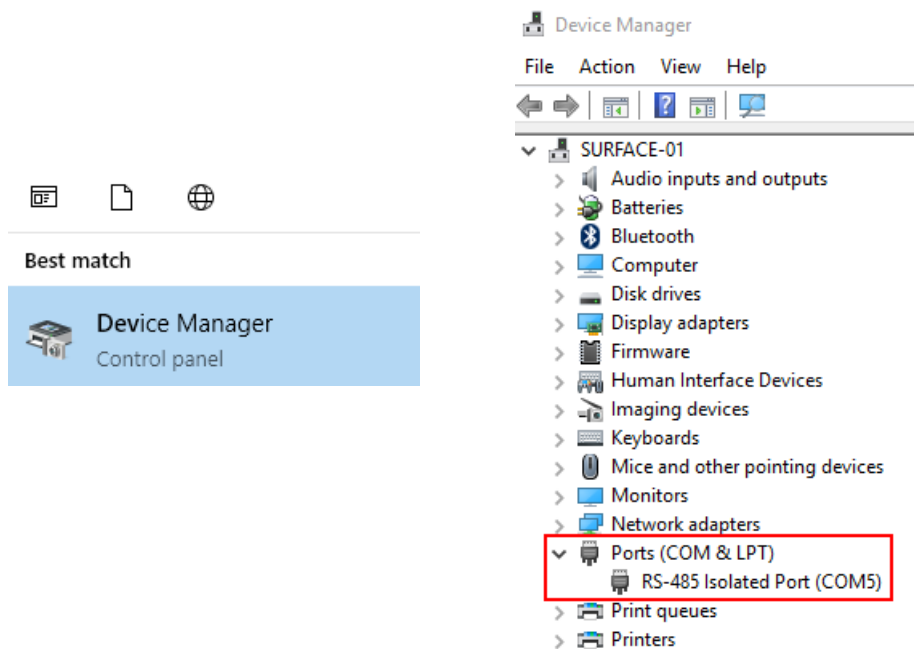 Best match
Device Manager
Control panel
Device Manager
File Action View Help
SURFACE-01
Audio inputs and outputs
Batteries
Bluetooth
Computer
Disk drives
Display adapters
Firmware
Human Interface Devices
Imaging devices
Keyboards
Mice and other pointing devices
Monitors
Network adapters
Ports (COM & LPT)
RS-485 Isolated Port (COM5)
Print queues
Printers